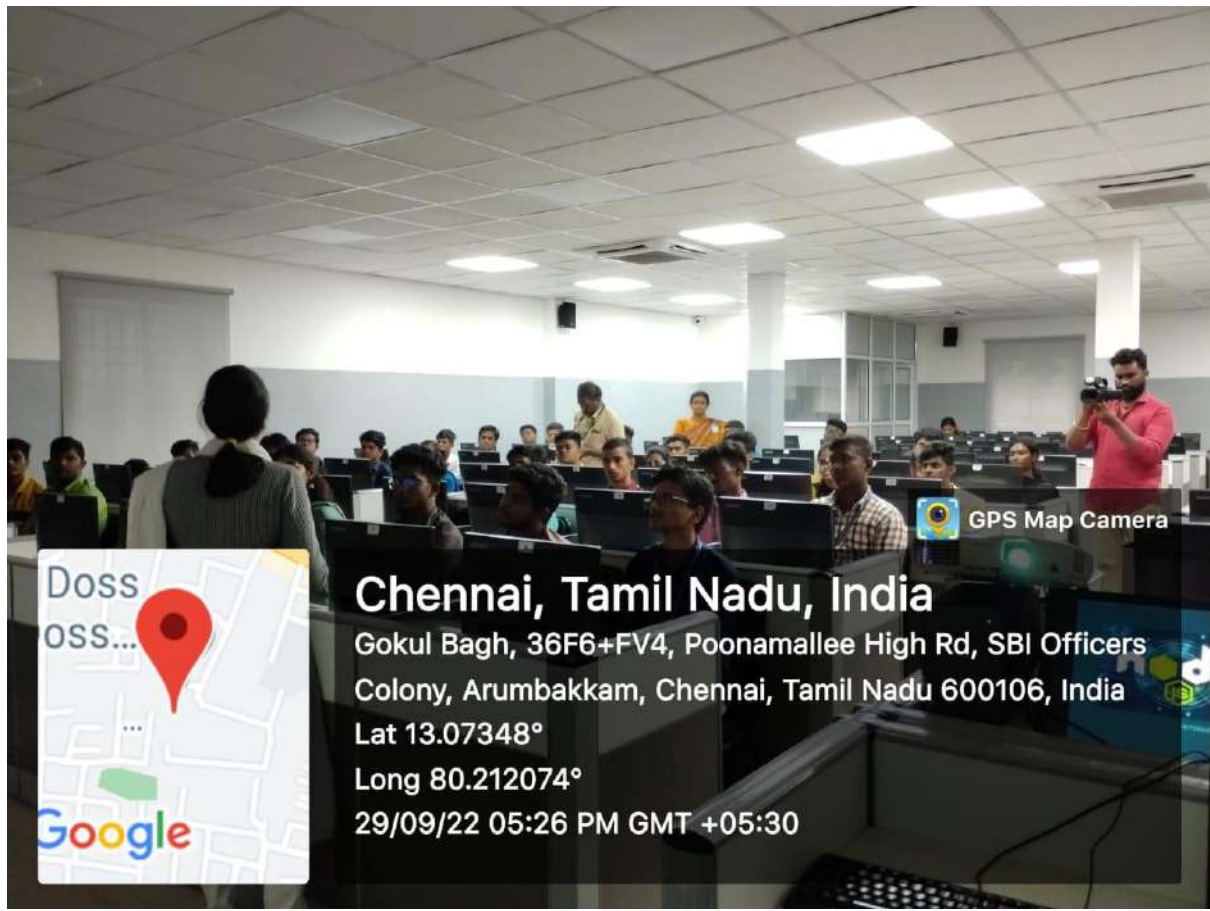 GPS Map Camera
Doss
oss...
...
Google
Chennai, Tamil Nadu, India
Gokul Bagh, 36F6+FV4, Poonamallee High Rd, SBI Officers
Colony, Arumbakkam, Chennai, Tamil Nadu 600106, India
Lat 13.07348°
Long 80.212074°
29/09/22 05:26 PM GMT +05:30
JS